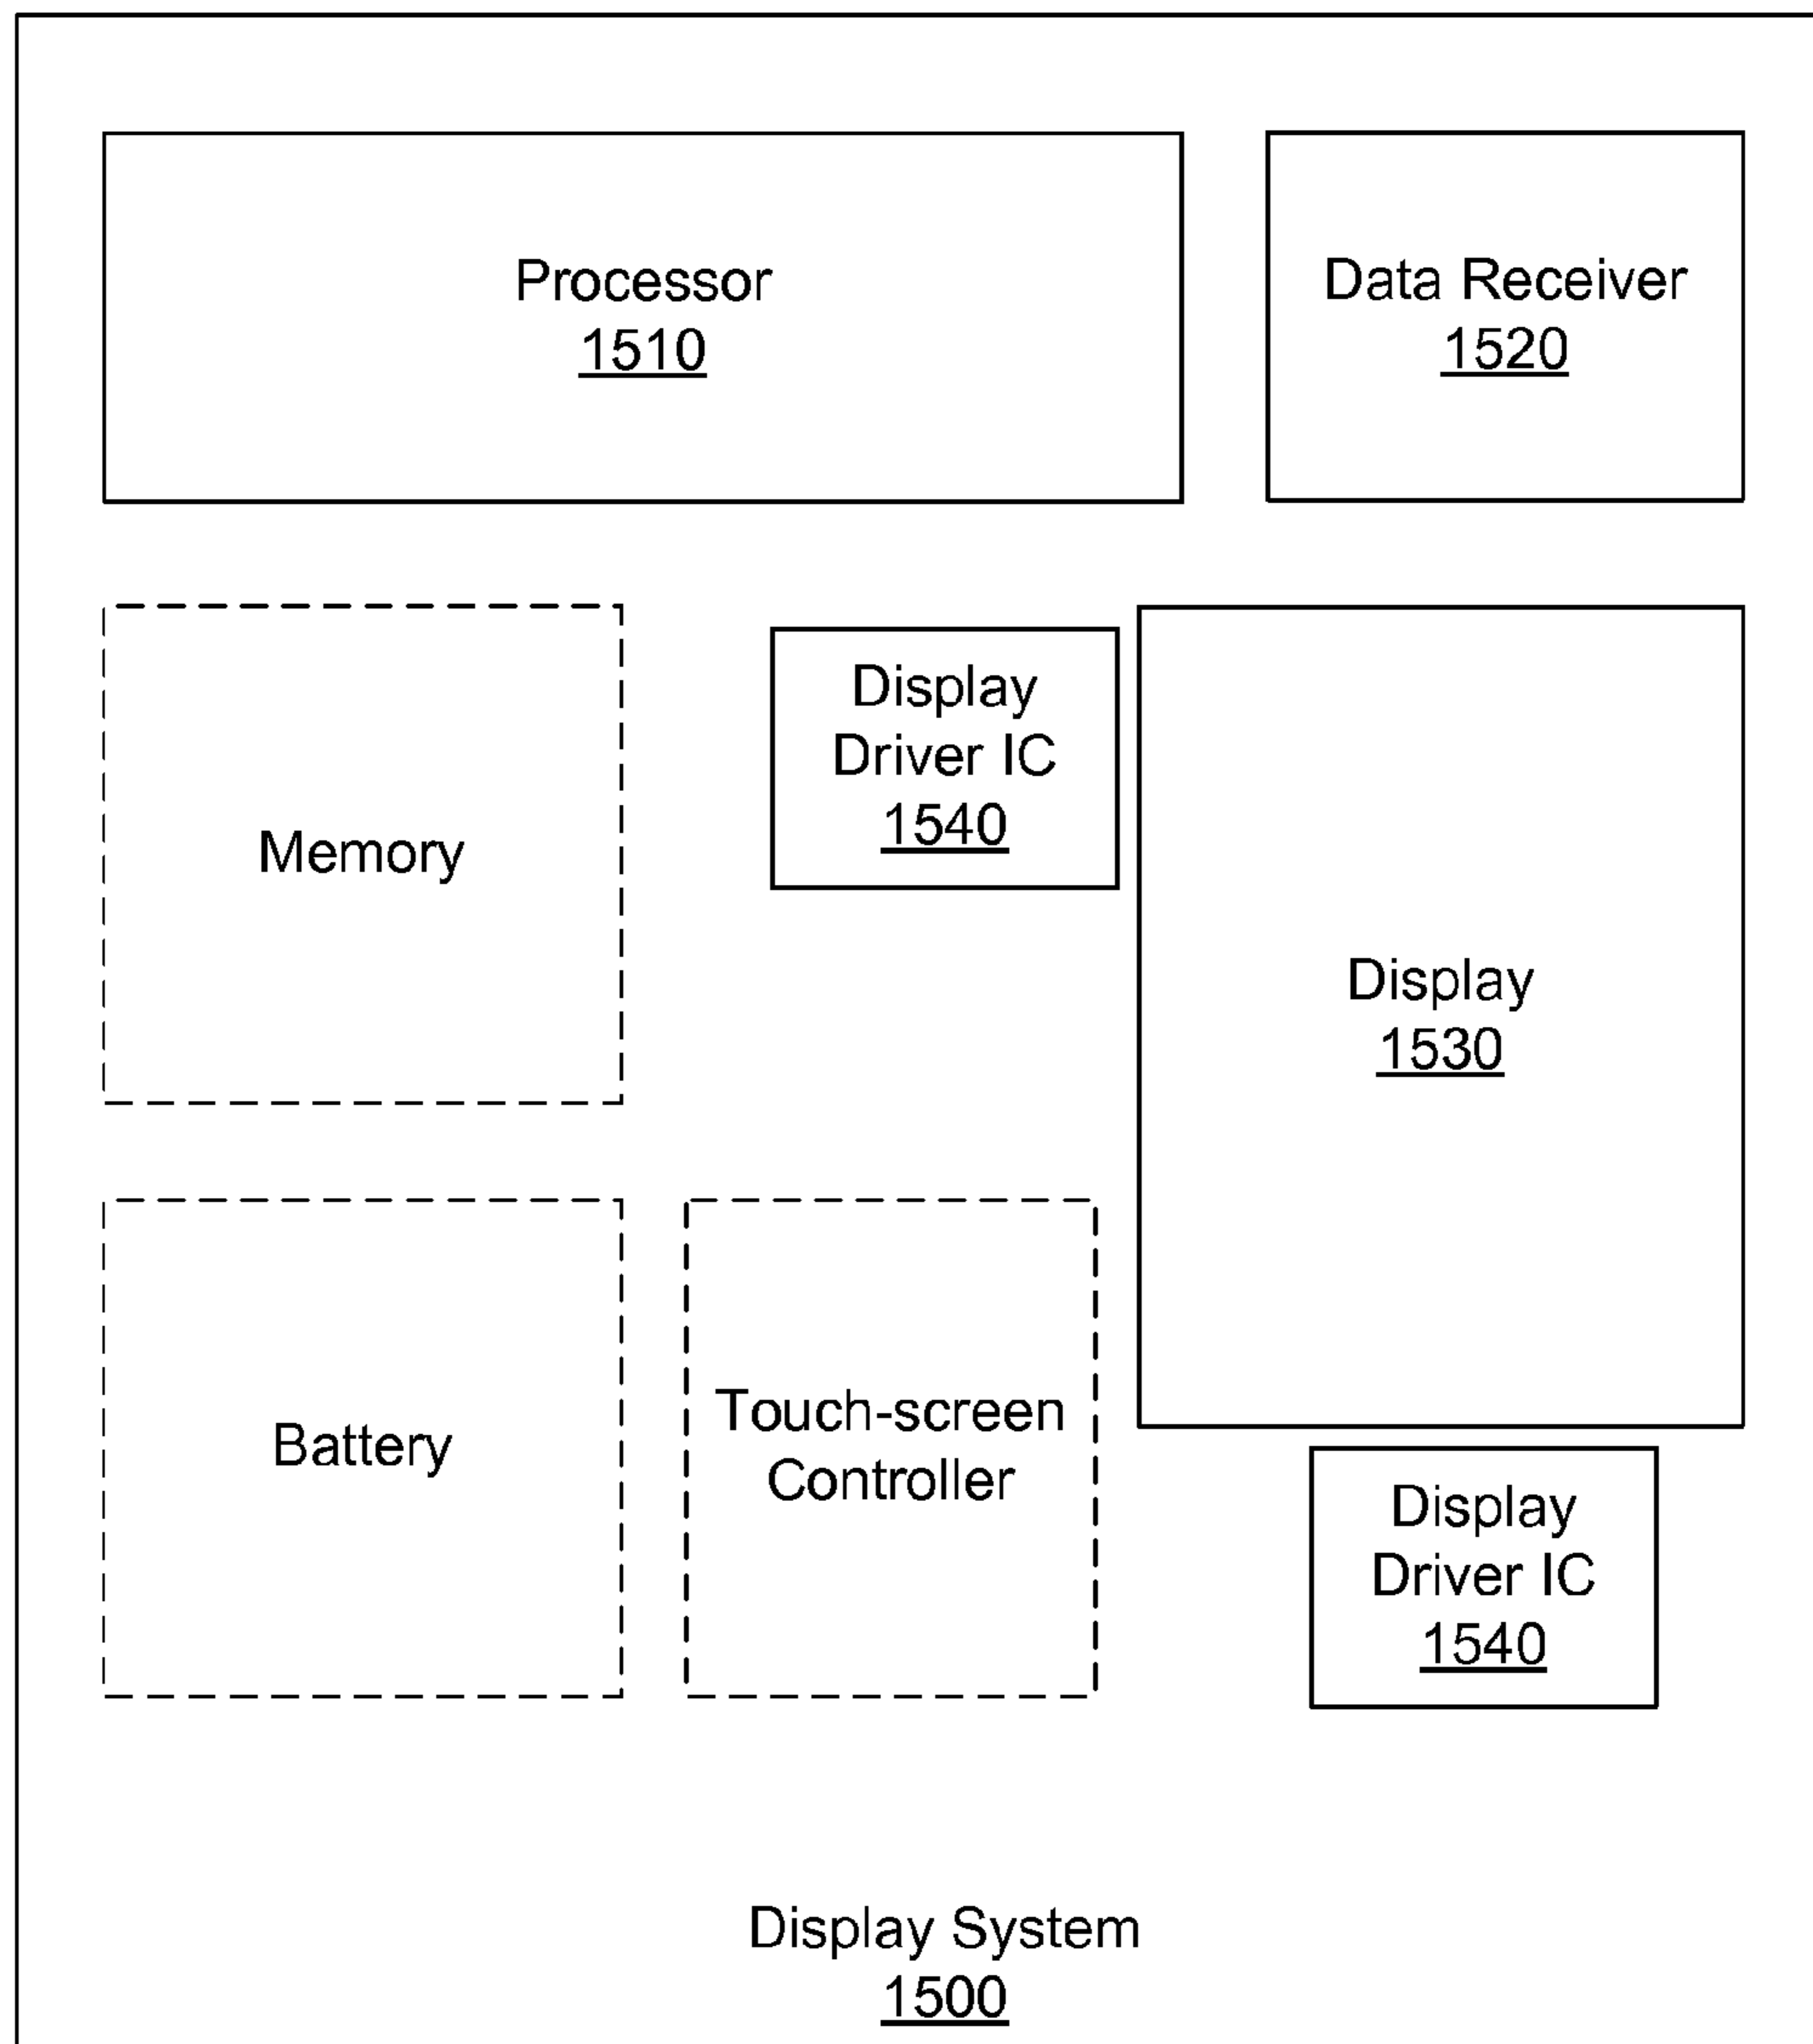 Processor
1510
Data Receiver
1520
Memory
Display
Driver IC
1540
Display
1530
Battery
Touch-screen
Controller
Display
Driver IC
1540
Display System
1500